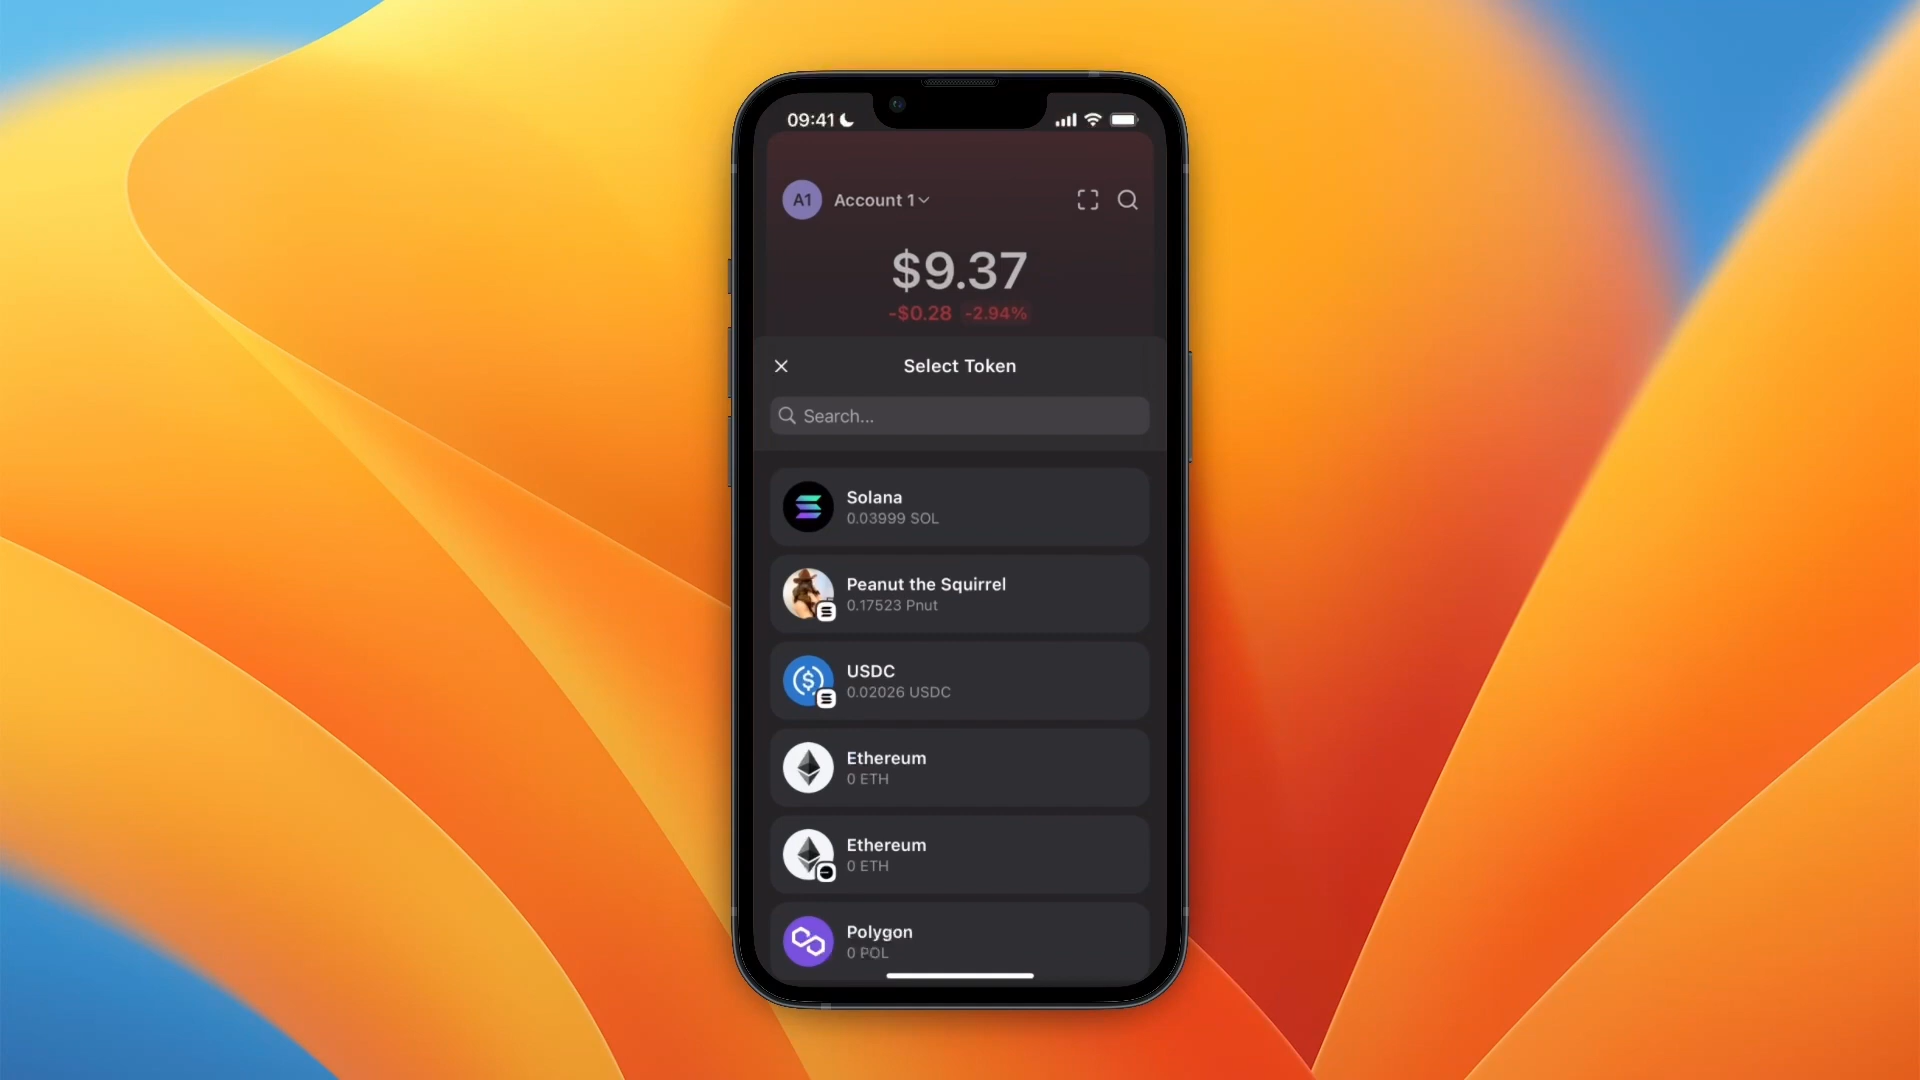 09:41
A1 Account 1
$9.37
-$0.28 -2.94%
Select Token
Search...
Solana
0.03999 SOL
Peanut the Squirrel
0.17523 Pnut
USDC
0.02026 USDC
Ethereum
0 ETH
Ethereum
0 ETH
Polygon
0 POL